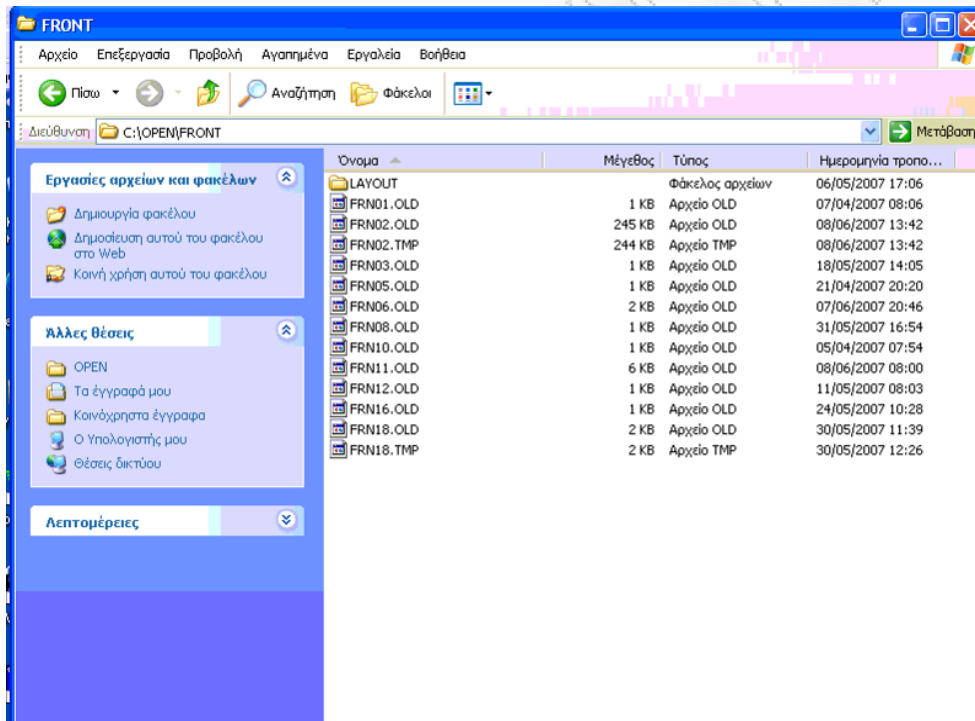 FRONT
Αρχείο Επεξεργασία Προβολή Αγαπημένα Εργαλεία Βοήθεια
Πίσω Αναζήτηση Φάκελοι
Διεύθυνση C:\OPEN\FRONT Μετάβαση
Εργασίες αρχείων και φακέλων
Δημιουργία φακέλου
Δημοσίευση αυτού του φακέλου
στο Web
Κοινή χρήση αυτού του φακέλου
Άλλες θέσεις
OPEN
Τα έγγραφά μου
Κοινόχρηστα έγγραφα
Ο Υπολογιστής μου
Θέσεις δικτύου
Λεπτομέρειες
Όνομα Μέγεθος Τύπος Ημερομηνία τροπο...
LAYOUT Φάκελος αρχείων 06/05/2007 17:06
FRN01.OLD 1 KB Αρχείο OLD 07/04/2007 08:06
FRN02.OLD 245 KB Αρχείο OLD 08/06/2007 13:42
FRN02.TMP 244 KB Αρχείο TMP 08/06/2007 13:42
FRN03.OLD 1 KB Αρχείο OLD 18/05/2007 14:05
FRN05.OLD 1 KB Αρχείο OLD 21/04/2007 20:20
FRN06.OLD 2 KB Αρχείο OLD 07/06/2007 20:46
FRN08.OLD 1 KB Αρχείο OLD 31/05/2007 16:54
FRN10.OLD 1 KB Αρχείο OLD 05/04/2007 07:54
FRN11.OLD 6 KB Αρχείο OLD 08/06/2007 08:00
FRN12.OLD 1 KB Αρχείο OLD 11/05/2007 08:03
FRN16.OLD 1 KB Αρχείο OLD 24/05/2007 10:28
FRN18.OLD 2 KB Αρχείο OLD 30/05/2007 11:39
FRN18.TMP 2 KB Αρχείο TMP 30/05/2007 12:26